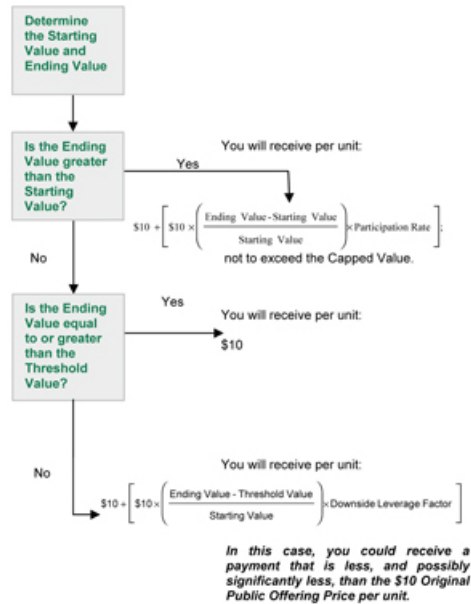 Determine
the Starting
Value and
Ending Value
Is the Ending
Value greater
than the
Starting
Value?
You will receive per unit:
Yes
$10 + [ $10 × ( Ending Value - Starting Value / Starting Value ) × Participation Rate ];
not to exceed the Capped Value.
No
Is the Ending
Value equal
to or greater
than the
Threshold
Value?
Yes
You will receive per unit:
$10
No
You will receive per unit:
$10 + [ $10 × ( Ending Value - Threshold Value / Starting Value ) × Downside Leverage Factor ]
In this case, you could receive a
payment that is less, and possibly
significantly less, than the $10 Original
Public Offering Price per unit.